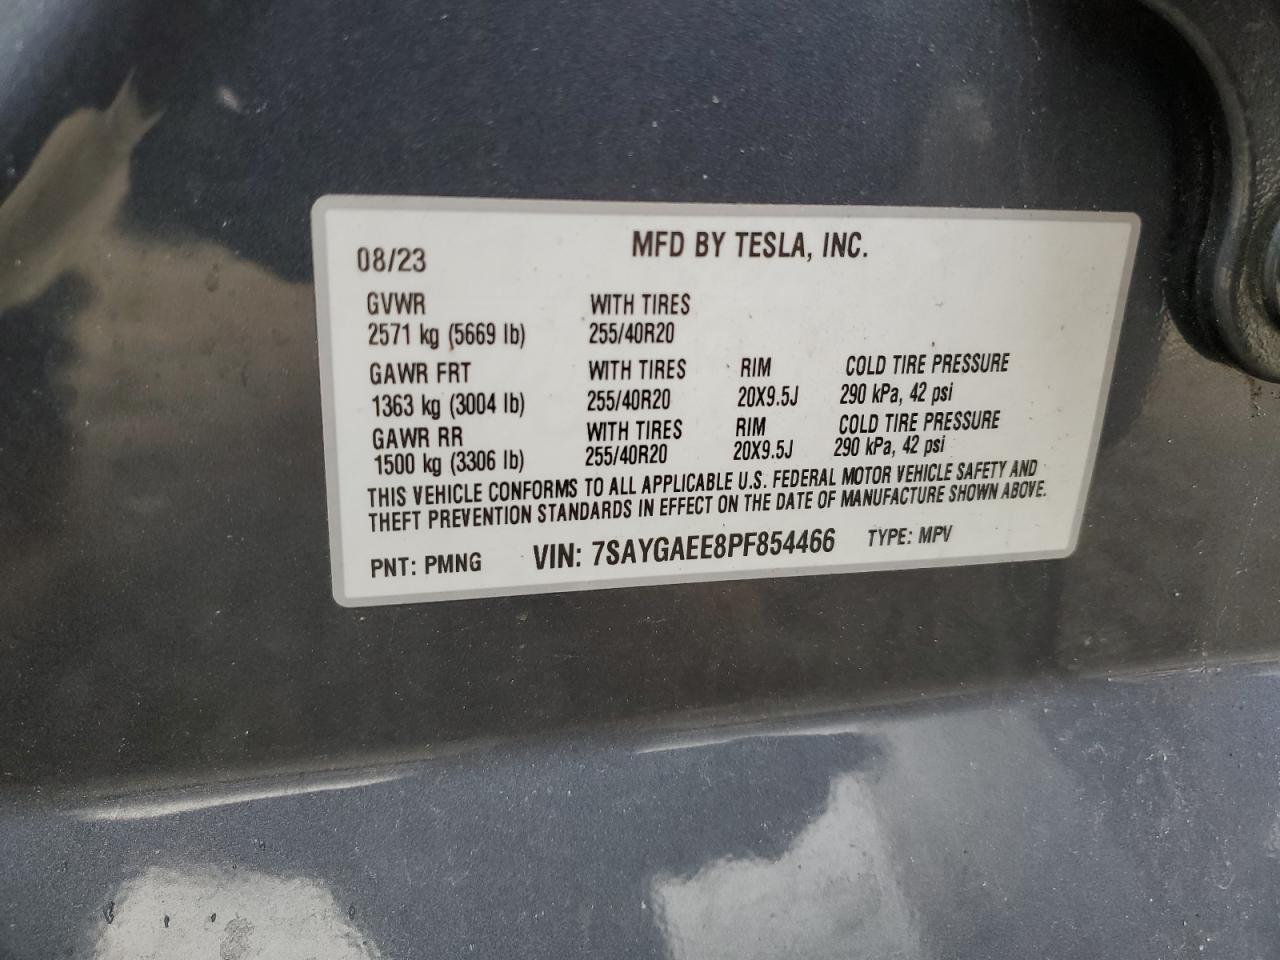 08/23 MFD BY TESLA, INC.
GVWR WITH TIRES
2571 kg (5669 lb) 255/40R20
GAWR FRT WITH TIRES RIM COLD TIRE PRESSURE
1363 kg (3004 lb) 255/40R20 20X9.5J 290 kPa, 42 psi
GAWR RR WITH TIRES RIM COLD TIRE PRESSURE
1500 kg (3306 lb) 255/40R20 20X9.5J 290 kPa, 42 psi
THIS VEHICLE CONFORMS TO ALL APPLICABLE U.S. FEDERAL MOTOR VEHICLE SAFETY AND
THEFT PREVENTION STANDARDS IN EFFECT ON THE DATE OF MANUFACTURE SHOWN ABOVE.
PNT: PMNG VIN: 7SAYGAEE8PF854466 TYPE: MPV